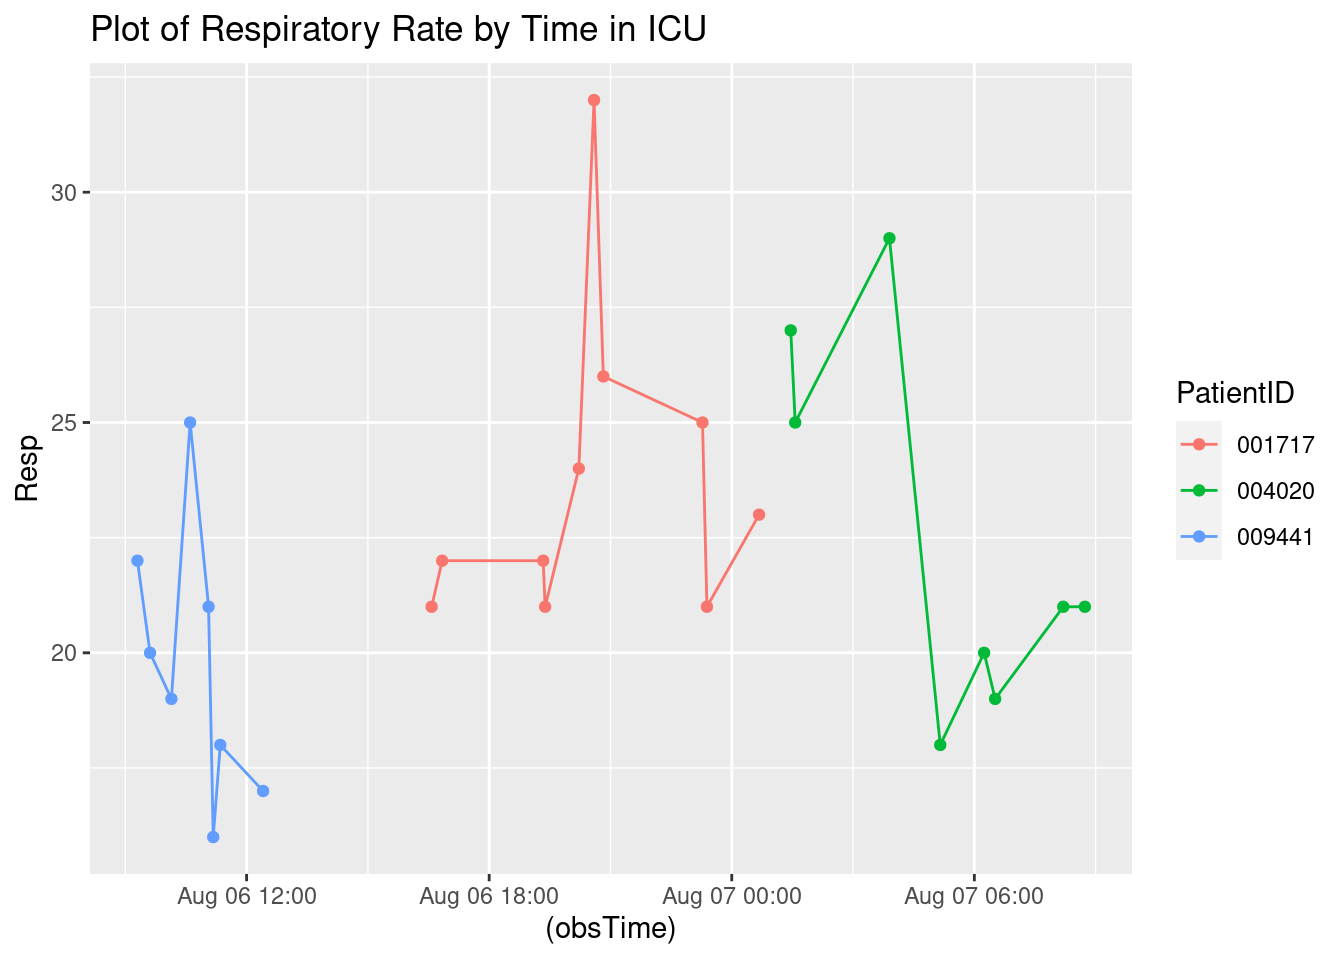 Plot of Respiratory Rate by Time in ICU
Resp
30
25
20
Aug 06 12:00
Aug 06 18:00
Aug 07 00:00
Aug 07 06:00
(obsTime)
PatientID
001717
004020
009441